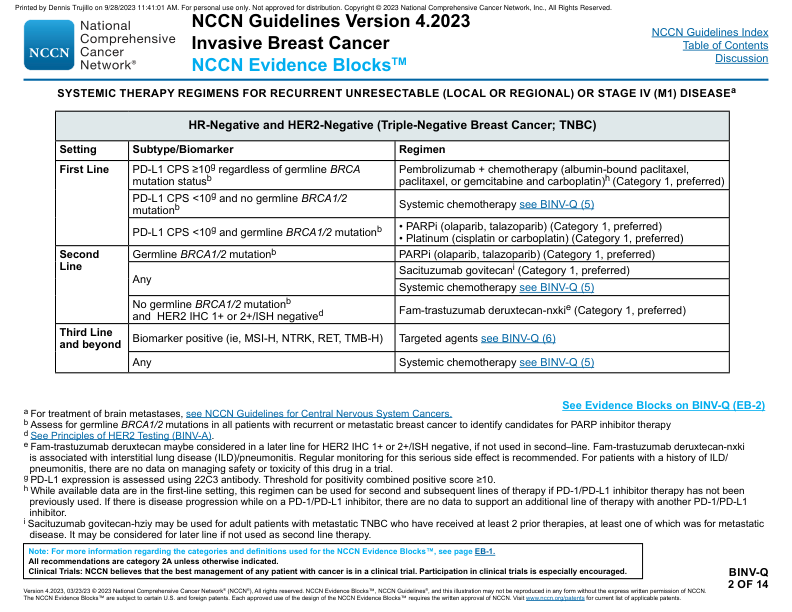 Printed by Dennis Trujillo on 9/28/2023 11:41:01 AM. For personal use only. Not approved for distribution. Copyright © 2023 National Comprehensive Cancer Network, Inc., All Rights Reserved.
NCCN
National
Comprehensive
Cancer
Network®
NCCN Guidelines Version 4.2023
Invasive Breast Cancer
NCCN Evidence Blocks™
NCCN Guidelines Index
Table of Contents
Discussion
SYSTEMIC THERAPY REGIMENS FOR RECURRENT UNRESECTABLE (LOCAL OR REGIONAL) OR STAGE IV (M1) DISEASEa
HR-Negative and HER2-Negative (Triple-Negative Breast Cancer; TNBC)
Setting
Subtype/Biomarker
Regimen
First Line
PD-L1 CPS ≥10g regardless of germline BRCA
mutation statusb
Pembrolizumab + chemotherapy (albumin-bound paclitaxel,
paclitaxel, or gemcitabine and carboplatin)h (Category 1, preferred)
PD-L1 CPS <10g and no germline BRCA1/2
mutationb
Systemic chemotherapy see BINV-Q (5)
PD-L1 CPS <10g and germline BRCA1/2 mutationb
• PARPi (olaparib, talazoparib) (Category 1, preferred)
• Platinum (cisplatin or carboplatin) (Category 1, preferred)
Second
Line
Germline BRCA1/2 mutationb
PARPi (olaparib, talazoparib) (Category 1, preferred)
Any
Sacituzumab govitecani (Category 1, preferred)
Systemic chemotherapy see BINV-Q (5)
No germline BRCA1/2 mutationb
and HER2 IHC 1+ or 2+/ISH negatived
Fam-trastuzumab deruxtecan-nxkie (Category 1, preferred)
Third Line
and beyond
Biomarker positive (ie, MSI-H, NTRK, RET, TMB-H)
Targeted agents see BINV-Q (6)
Any
Systemic chemotherapy see BINV-Q (5)
See Evidence Blocks on BINV-Q (EB-2)
a For treatment of brain metastases, see NCCN Guidelines for Central Nervous System Cancers.
b Assess for germline BRCA1/2 mutations in all patients with recurrent or metastatic breast cancer to identify candidates for PARP inhibitor therapy
d See Principles of HER2 Testing (BINV-A).
e Fam-trastuzumab deruxtecan maybe considered in a later line for HER2 IHC 1+ or 2+/ISH negative, if not used in second–line. Fam-trastuzumab deruxtecan-nxki
is associated with interstitial lung disease (ILD)/pneumonitis. Regular monitoring for this serious side effect is recommended. For patients with a history of ILD/
pneumonitis, there are no data on managing safety or toxicity of this drug in a trial.
g PD-L1 expression is assessed using 22C3 antibody. Threshold for positivity combined positive score ≥10.
h While available data are in the first-line setting, this regimen can be used for second and subsequent lines of therapy if PD-1/PD-L1 inhibitor therapy has not been
previously used. If there is disease progression while on a PD-1/PD-L1 inhibitor, there are no data to support an additional line of therapy with another PD-1/PD-L1
inhibitor.
i Sacituzumab govitecan-hziy may be used for adult patients with metastatic TNBC who have received at least 2 prior therapies, at least one of which was for metastatic
disease. It may be considered for later line if not used as second line therapy.
Note: For more information regarding the categories and definitions used for the NCCN Evidence Blocks™, see page EB-1.
All recommendations are category 2A unless otherwise indicated.
Clinical Trials: NCCN believes that the best management of any patient with cancer is in a clinical trial. Participation in clinical trials is especially encouraged.
BINV-Q
2 OF 14
Version 4.2023, 03/23/23 © 2023 National Comprehensive Cancer Network® (NCCN®), All rights reserved. NCCN Evidence Blocks™, NCCN Guidelines®, and this illustration may not be reproduced in any form without the express written permission of NCCN.
The NCCN Evidence Blocks™ are subject to certain U.S. and foreign patents. Each approved use of the design of the NCCN Evidence Blocks™ requires the written approval of NCCN. Visit www.nccn.org/patents for current list of applicable patents.